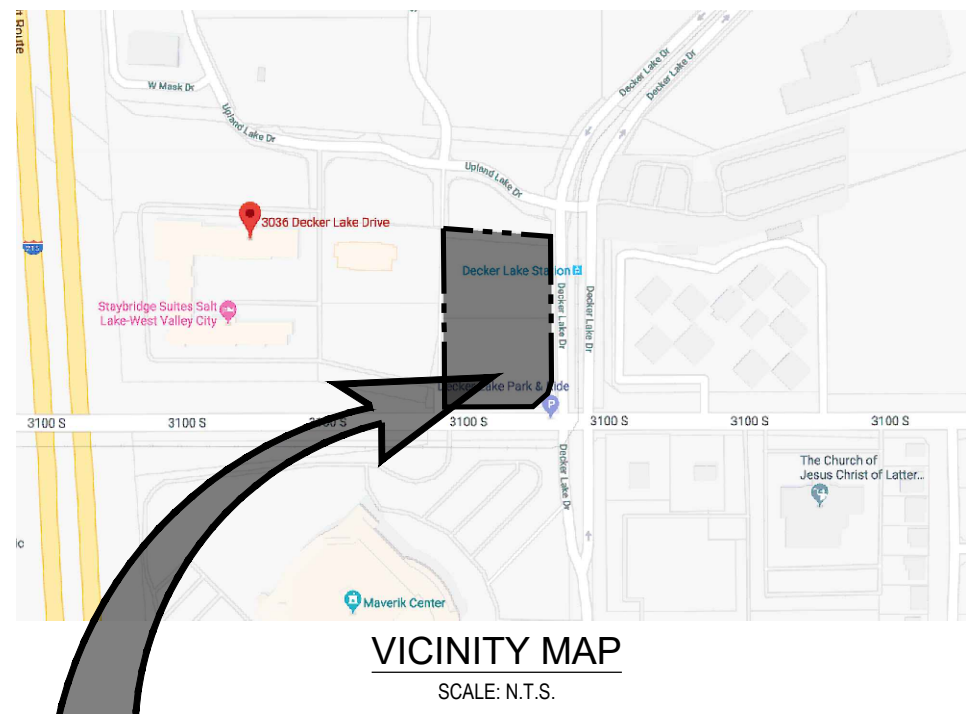 t Route
W Mask Dr
Upland Lake Dr
Decker Lake Dr
Decker Lake Dr
Upland Lake Dr
3036 Decker Lake Drive
215
Decker Lake Station
Staybridge Suites Salt
Lake-West Valley City
Decker Lake Dr
Decker Lake Dr
Decker Lake Park & Ride
P
3100 S
3100 S
3100 S
3100 S
3100 S
3100 S
3100 S
Decker Lake Dr
The Church of
Jesus Christ of Latter...
ic
Maverik Center
VICINITY MAP
SCALE: N.T.S.